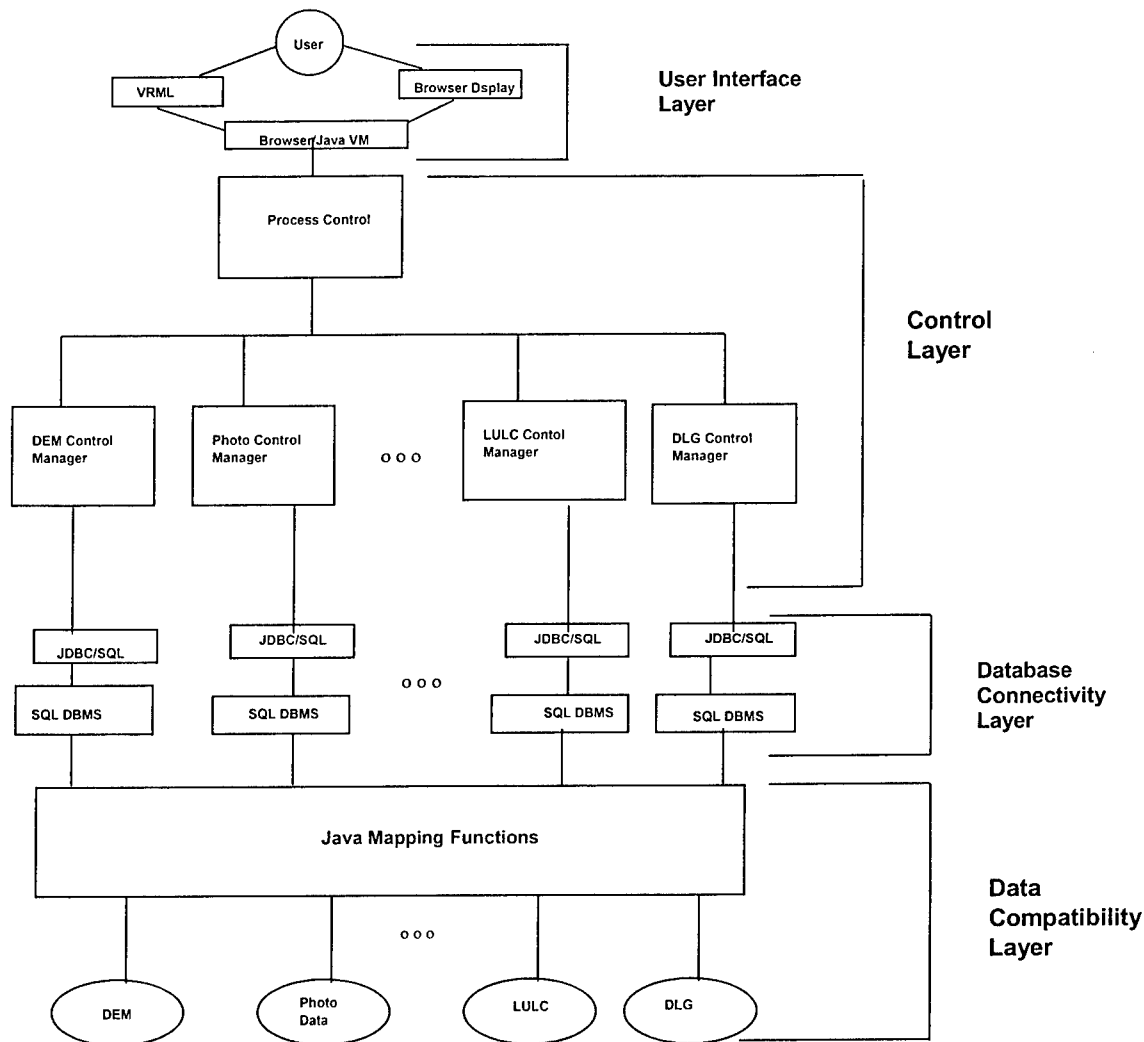 User
VRML
Browser Dsplay
Browser/Java VM
User Interface
Layer
Process Control
Control
Layer
DEM Control
Manager
Photo Control
Manager
o o o
LULC Contol
Manager
DLG Control
Manager
JDBC/SQL
JDBC/SQL
JDBC/SQL
JDBC/SQL
o o o
SQL DBMS
SQL DBMS
SQL DBMS
SQL DBMS
Database
Connectivity
Layer
Java Mapping Functions
Data
Compatibility
Layer
o o o
DEM
Photo
Data
LULC
DLG